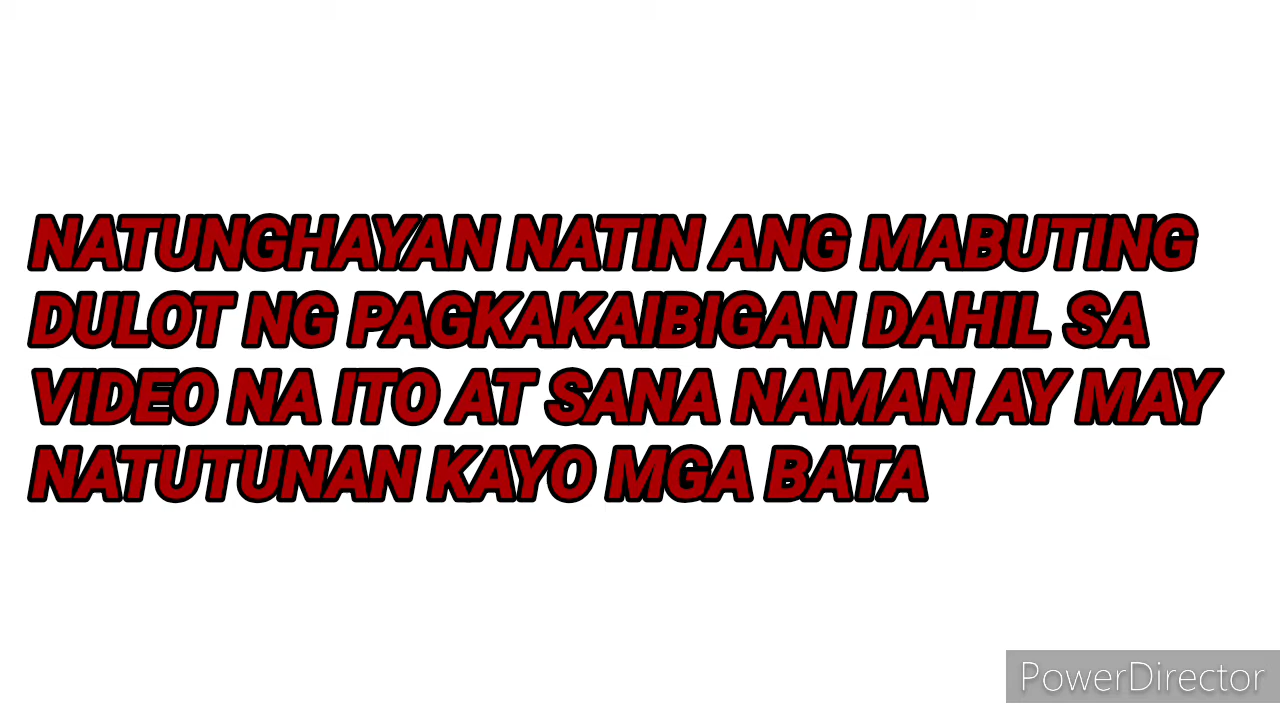 NATUNGHAYAN NATIN ANG MABUTING
DULOT NG PAGKAKAIBIGAN DAHIL SA
VIDEO NA ITO AT SANA NAMAN AY MAY
NATUTUNAN KAYO MGA BATA
PowerDirector